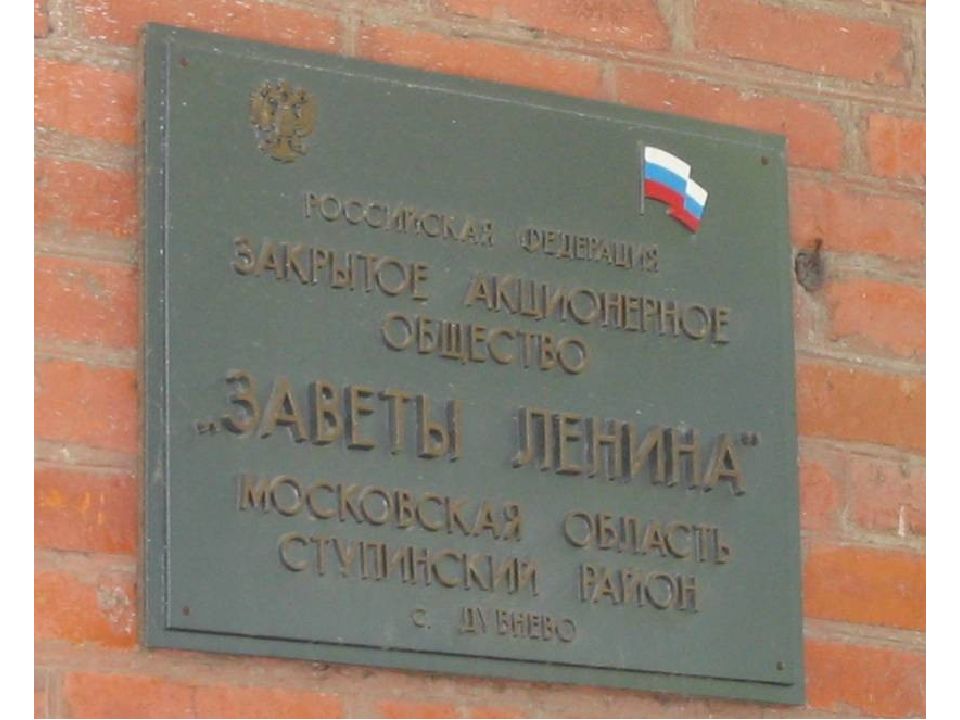 РОССИЙСКАЯ ФЕДЕРАЦИЯ
ЗАКРЫТОЕ АКЦИОНЕРНОЕ
ОБЩЕСТВО
„ЗАВЕТЫ ЛЕНИНА“
МОСКОВСКАЯ ОБЛАСТЬ
СТУПИНСКИЙ РАЙОН
с. ДУБНЕВО